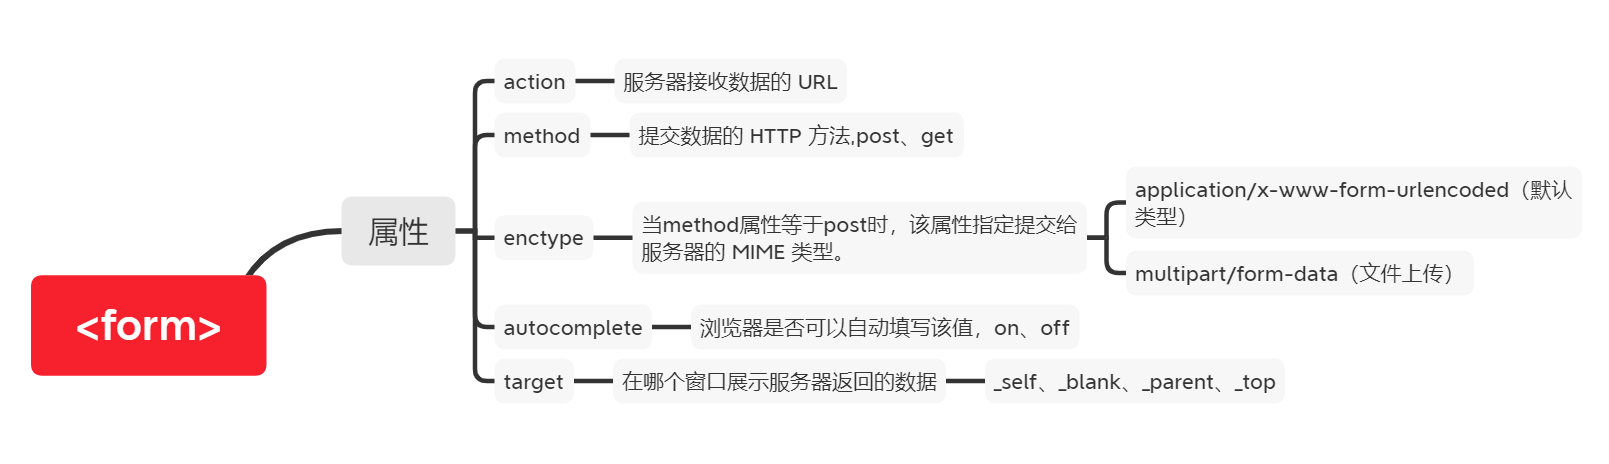 <form>
属性
action
服务器接收数据的 URL
method
提交数据的 HTTP 方法,post、get
enctype
当method属性等于post时，该属性指定提交给
服务器的 MIME 类型。
application/x-www-form-urlencoded（默认
类型）
multipart/form-data（文件上传）
autocomplete
浏览器是否可以自动填写该值，on、off
target
在哪个窗口展示服务器返回的数据
_self、_blank、_parent、_top